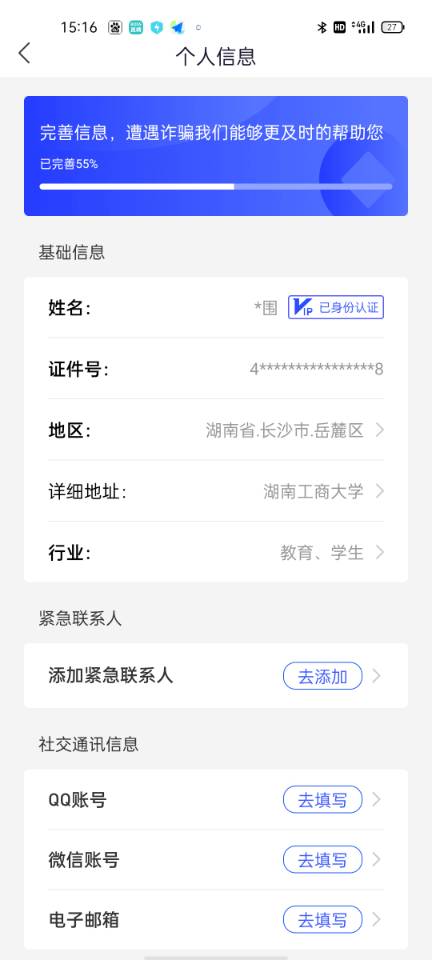 15:16 HD 4G 27
个人信息
完善信息，遭遇诈骗我们能够更及时的帮助您
已完善55%
基础信息
姓名： *围 VIP 已身份认证
证件号： 4****************8
地区： 湖南省.长沙市.岳麓区
详细地址： 湖南工商大学
行业： 教育、学生
紧急联系人
添加紧急联系人 去添加
社交通讯信息
QQ账号 去填写
微信账号 去填写
电子邮箱 去填写